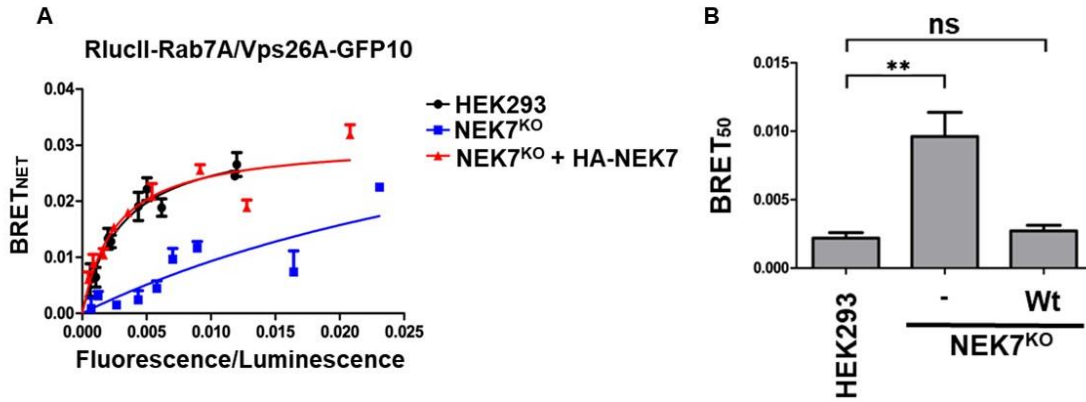 A
RlucII-Rab7A/Vps26A-GFP10
BRETNET
0.04
0.03
0.02
0.01
0.00
0.000
0.005
0.010
0.015
0.020
0.025
Fluorescence/Luminescence
HEK293
NEK7KO
NEK7KO + HA-NEK7
B
ns
**
BRET50
0.015
0.010
0.005
0.000
HEK293
-
Wt
NEK7KO